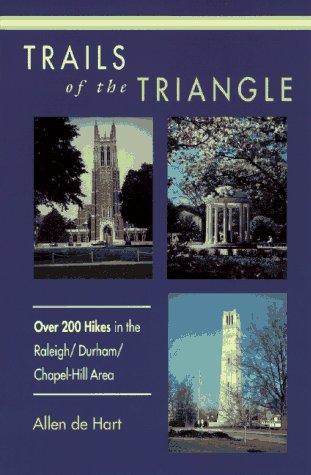 TRAILS
of the TRIANGLE
Over 200 Hikes in the
Raleigh/Durham/
Chapel-Hill Area
Allen de Hart